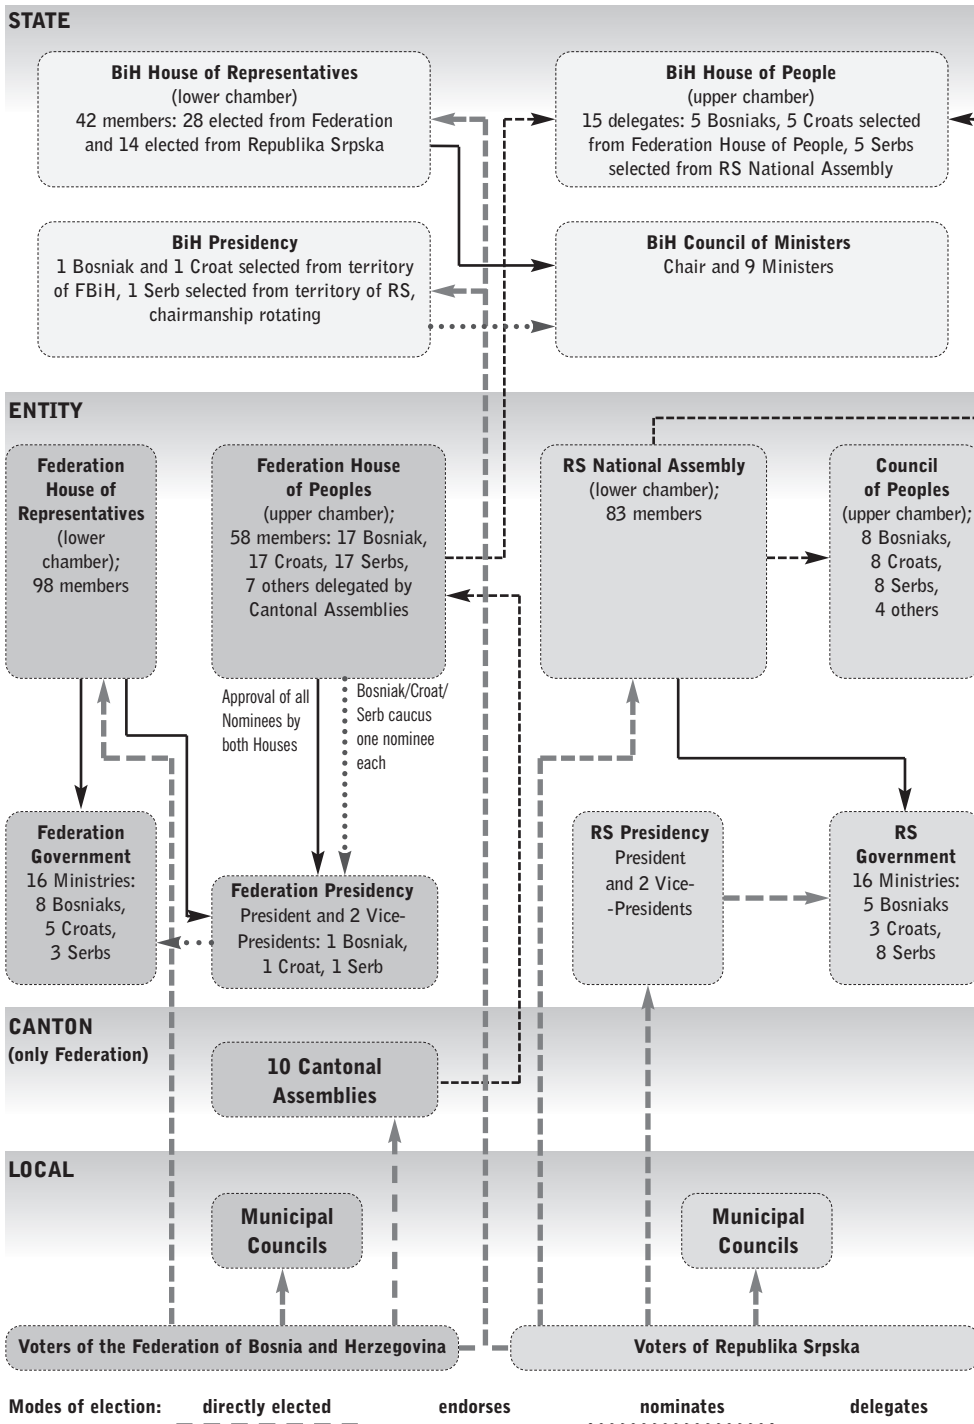 STATE
BiH House of Representatives
(lower chamber)
42 members: 28 elected from Federation
and 14 elected from Republika Srpska
BiH House of People
(upper chamber)
15 delegates: 5 Bosniaks, 5 Croats selected
from Federation House of People, 5 Serbs
selected from RS National Assembly
BiH Presidency
1 Bosniak and 1 Croat selected from territory
of FBiH, 1 Serb selected from territory of RS,
chairmanship rotating
BiH Council of Ministers
Chair and 9 Ministers
ENTITY
Federation
House of
Representatives
(lower
chamber);
98 members
Federation House
of Peoples
(upper chamber);
58 members: 17 Bosniak,
17 Croats, 17 Serbs,
7 others delegated by
Cantonal Assemblies
RS National Assembly
(lower chamber);
83 members
Council
of Peoples
(upper chamber);
8 Bosniaks,
8 Croats,
8 Serbs,
4 others
Approval of all
Nominees by
both Houses
Bosniak/Croat/
Serb caucus
one nominee
each
Federation
Government
16 Ministries:
8 Bosniaks,
5 Croats,
3 Serbs
Federation Presidency
President and 2 Vice-
Presidents: 1 Bosniak,
1 Croat, 1 Serb
RS Presidency
President
and 2 Vice-
-Presidents
RS
Government
16 Ministries:
5 Bosniaks
3 Croats,
8 Serbs
CANTON
(only Federation)
10 Cantonal
Assemblies
LOCAL
Municipal
Councils
Municipal
Councils
Voters of the Federation of Bosnia and Herzegovina
Voters of Republika Srpska
Modes of election: directly elected endorses nominates delegates